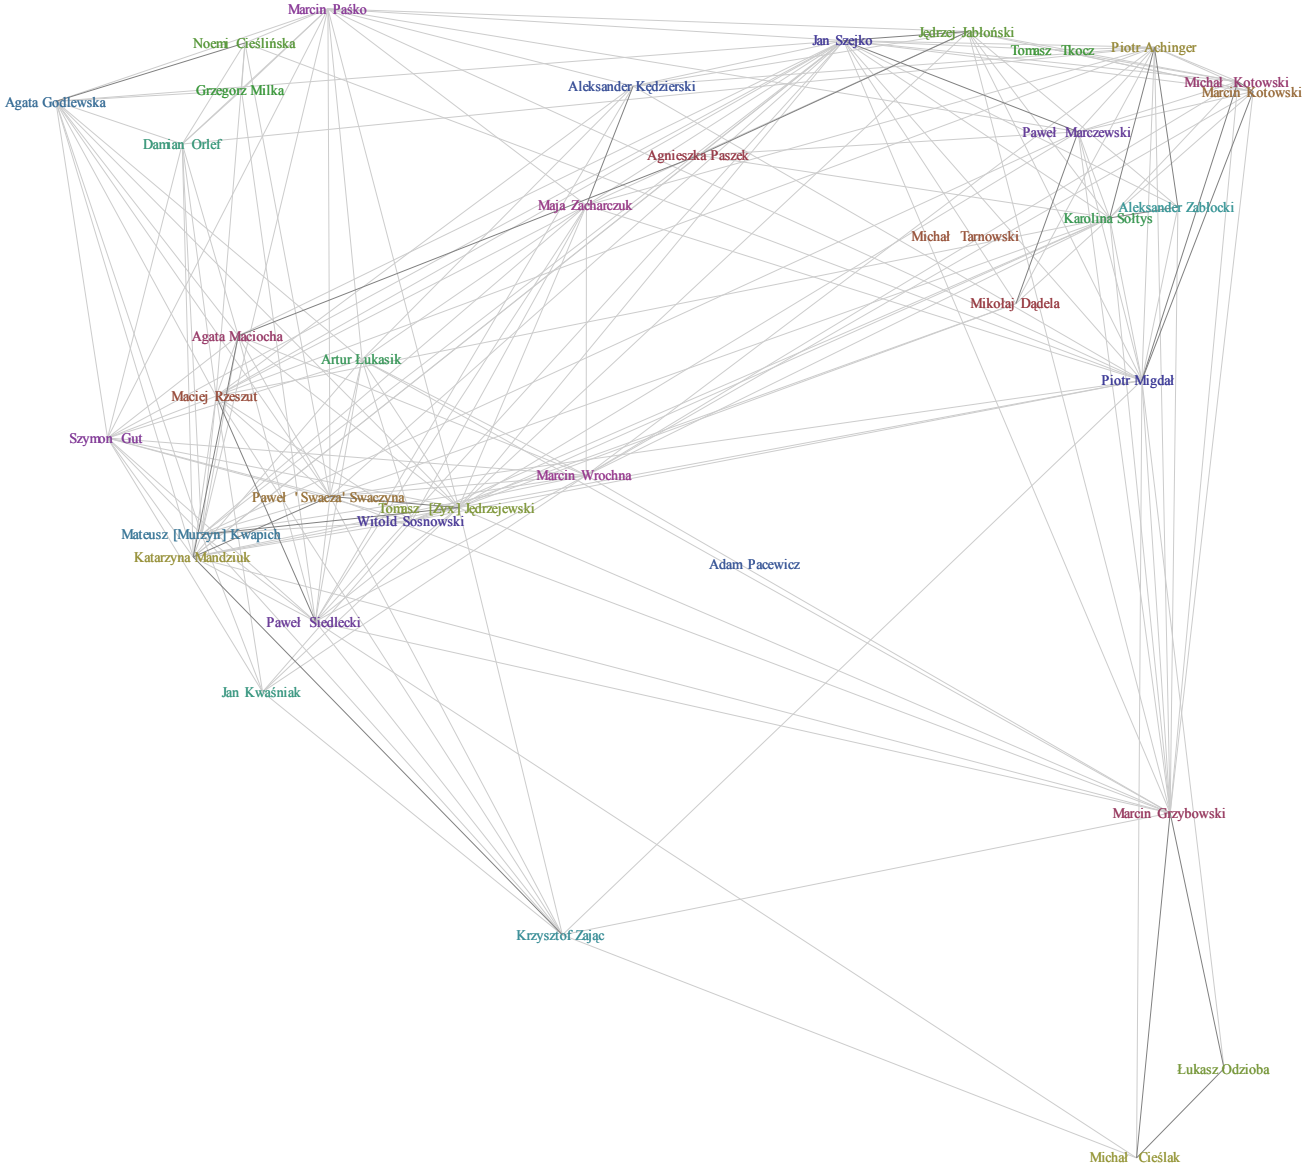 Marcin Paśko
Jędrzej Jabłoński
Jan Szejko
Noemi Cieślińska
Piotr Achinger
Tomasz Tkocz
Michał Kotowski
Aleksander Kędzierski
Grzegorz Milka
Marcin Kotowski
Agata Godlewska
Paweł Marczewski
Damian Orlef
Agnieszka Paszek
Maja Zacharczuk
Aleksander Zabłocki
Karolina Sołtys
Michał Tarnowski
Mikołaj Dądela
Agata Maciocha
Artur Łukasik
Piotr Migdał
Maciej Rzeszut
Szymon Gut
Marcin Wrochna
Paweł 'Swaeza' Swaczyna
Tomasz [Zyx] Jędrzejewski
Witold Sosnowski
Mateusz [Murzyn] Kwapich
Katarzyna Mandziuk
Adam Pacewicz
Paweł Siedlecki
Jan Kwaśniak
Marcin Grzybowski
Krzysztof Zając
Łukasz Odzioba
Michał Cieślak